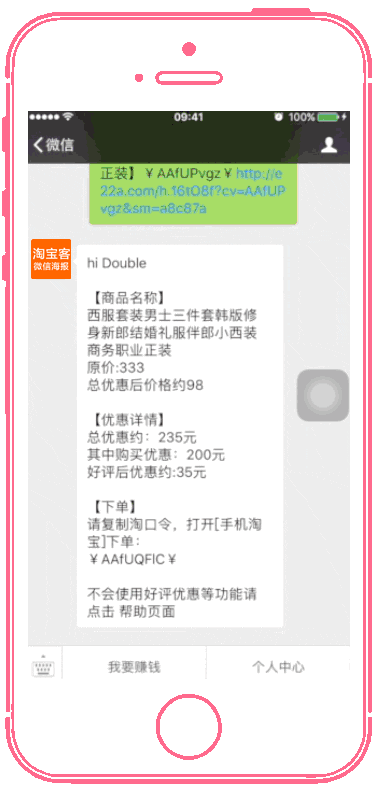 09:41
100%
微信
正装】￥AAfUPvgz￥http://e
22a.com/h.16tO8f?cv=AAfUP
vgz&sm=a8c87a
淘宝客
微信海报
hi Double
【商品名称】
西服套装男士三件套韩版修
身新郎结婚礼服伴郎小西装
商务职业正装
原价:333
总优惠后价格约98
【优惠详情】
总优惠约：235元
其中购买优惠：200元
好评后优惠约:35元
【下单】
请复制淘口令，打开[手机淘
宝]下单：
￥AAfUQFIC￥
不会使用好评优惠等功能请
点击 帮助页面
我要赚钱
个人中心